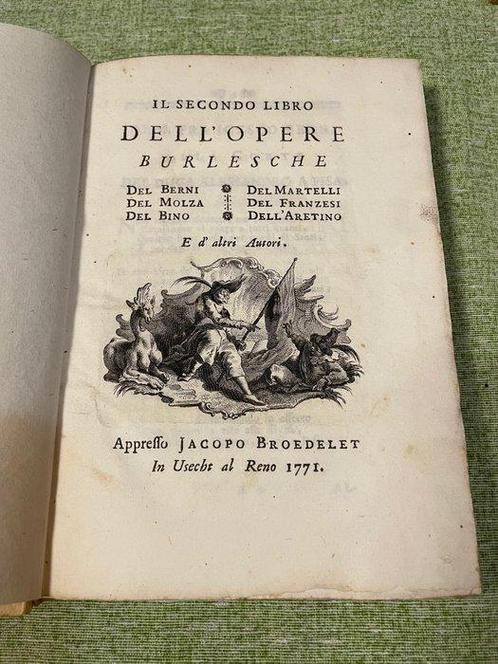 IL SECONDO LIBRO
DELL'OPERE
BURLESCHE
DEL BERNI DEL MARTELLI
DEL MOLZA DEL FRANZESI
DEL BINO DELL'ARETINO
E d' altri Autori.
Appresso JACOPO BROEDELET
In Usecht al Reno 1771.